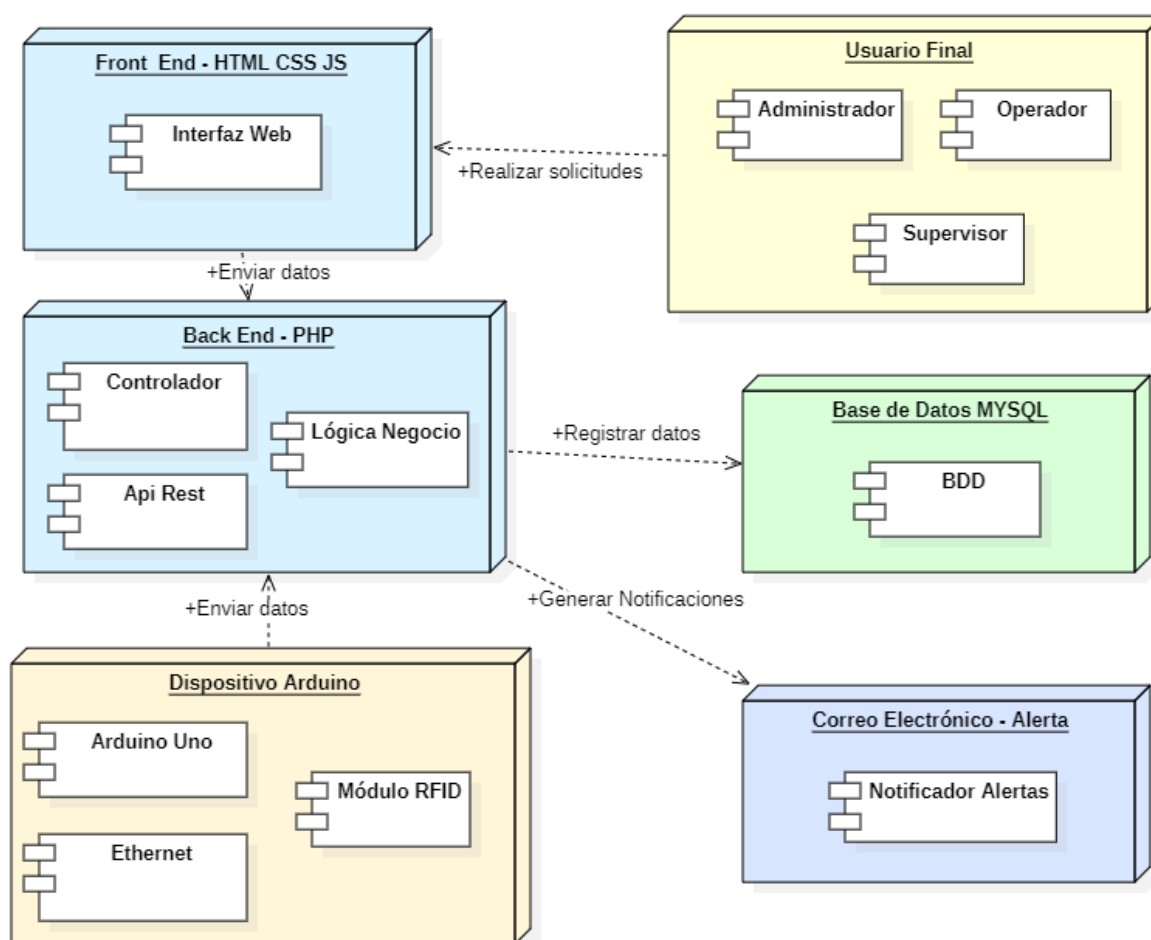 Front End - HTML CSS JS
Interfaz Web
Usuario Final
Administrador
Operador
Supervisor
+Realizar solicitudes
+Enviar datos
Back End - PHP
Controlador
Lógica Negocio
Api Rest
+Registrar datos
Base de Datos MYSQL
BDD
+Generar Notificaciones
+Enviar datos
Dispositivo Arduino
Arduino Uno
Módulo RFID
Ethernet
Correo Electrónico - Alerta
Notificador Alertas